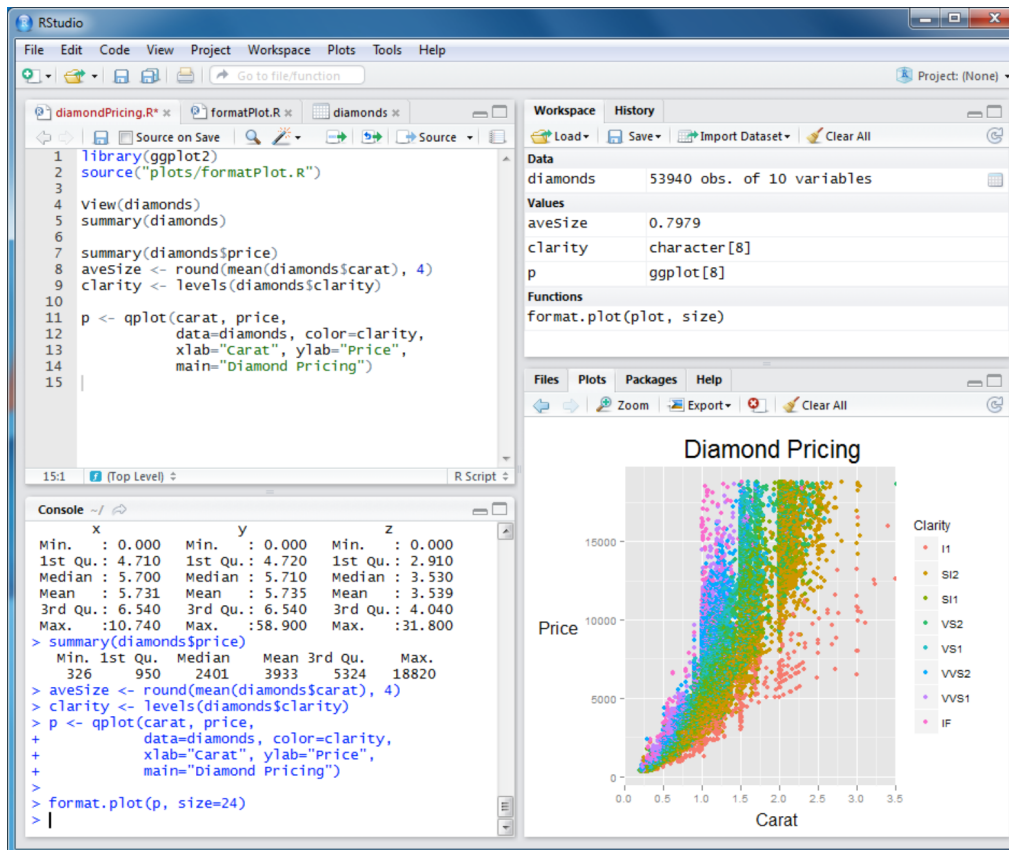 RStudio
File Edit Code View Project Workspace Plots Tools Help
Go to file/function
Project: (None)
diamondPricing.R*
formatPlot.R
diamonds
Source on Save
Source
1 library(ggplot2)
2 source("plots/formatPlot.R")
3
4 View(diamonds)
5 summary(diamonds)
6
7 summary(diamonds$price)
8 aveSize <- round(mean(diamonds$carat), 4)
9 clarity <- levels(diamonds$clarity)
10
11 p <- qplot(carat, price,
12 data=diamonds, color=clarity,
13 xlab="Carat", ylab="Price",
14 main="Diamond Pricing")
15
15:1 (Top Level) R Script
Console ~/
x y z
Min. : 0.000 Min. : 0.000 Min. : 0.000
1st Qu.: 4.710 1st Qu.: 4.720 1st Qu.: 2.910
Median : 5.700 Median : 5.710 Median : 3.530
Mean : 5.731 Mean : 5.735 Mean : 3.539
3rd Qu.: 6.540 3rd Qu.: 6.540 3rd Qu.: 4.040
Max. :10.740 Max. :58.900 Max. :31.800
> summary(diamonds$price)
Min. 1st Qu. Median Mean 3rd Qu. Max.
326 950 2401 3933 5324 18820
> aveSize <- round(mean(diamonds$carat), 4)
> clarity <- levels(diamonds$clarity)
> p <- qplot(carat, price,
+ data=diamonds, color=clarity,
+ xlab="Carat", ylab="Price",
+ main="Diamond Pricing")
>
> format.plot(p, size=24)
>
Workspace History
Load Save Import Dataset Clear All
Data
diamonds 53940 obs. of 10 variables
Values
aveSize 0.7979
clarity character[8]
p ggplot[8]
Functions
format.plot(plot, size)
Files Plots Packages Help
Zoom Export Clear All
Diamond Pricing
Price
15000
10000
5000
0
0.0 0.5 1.0 1.5 2.0 2.5 3.0 3.5
Carat
Clarity
I1
SI2
SI1
VS2
VS1
VVS2
VVS1
IF